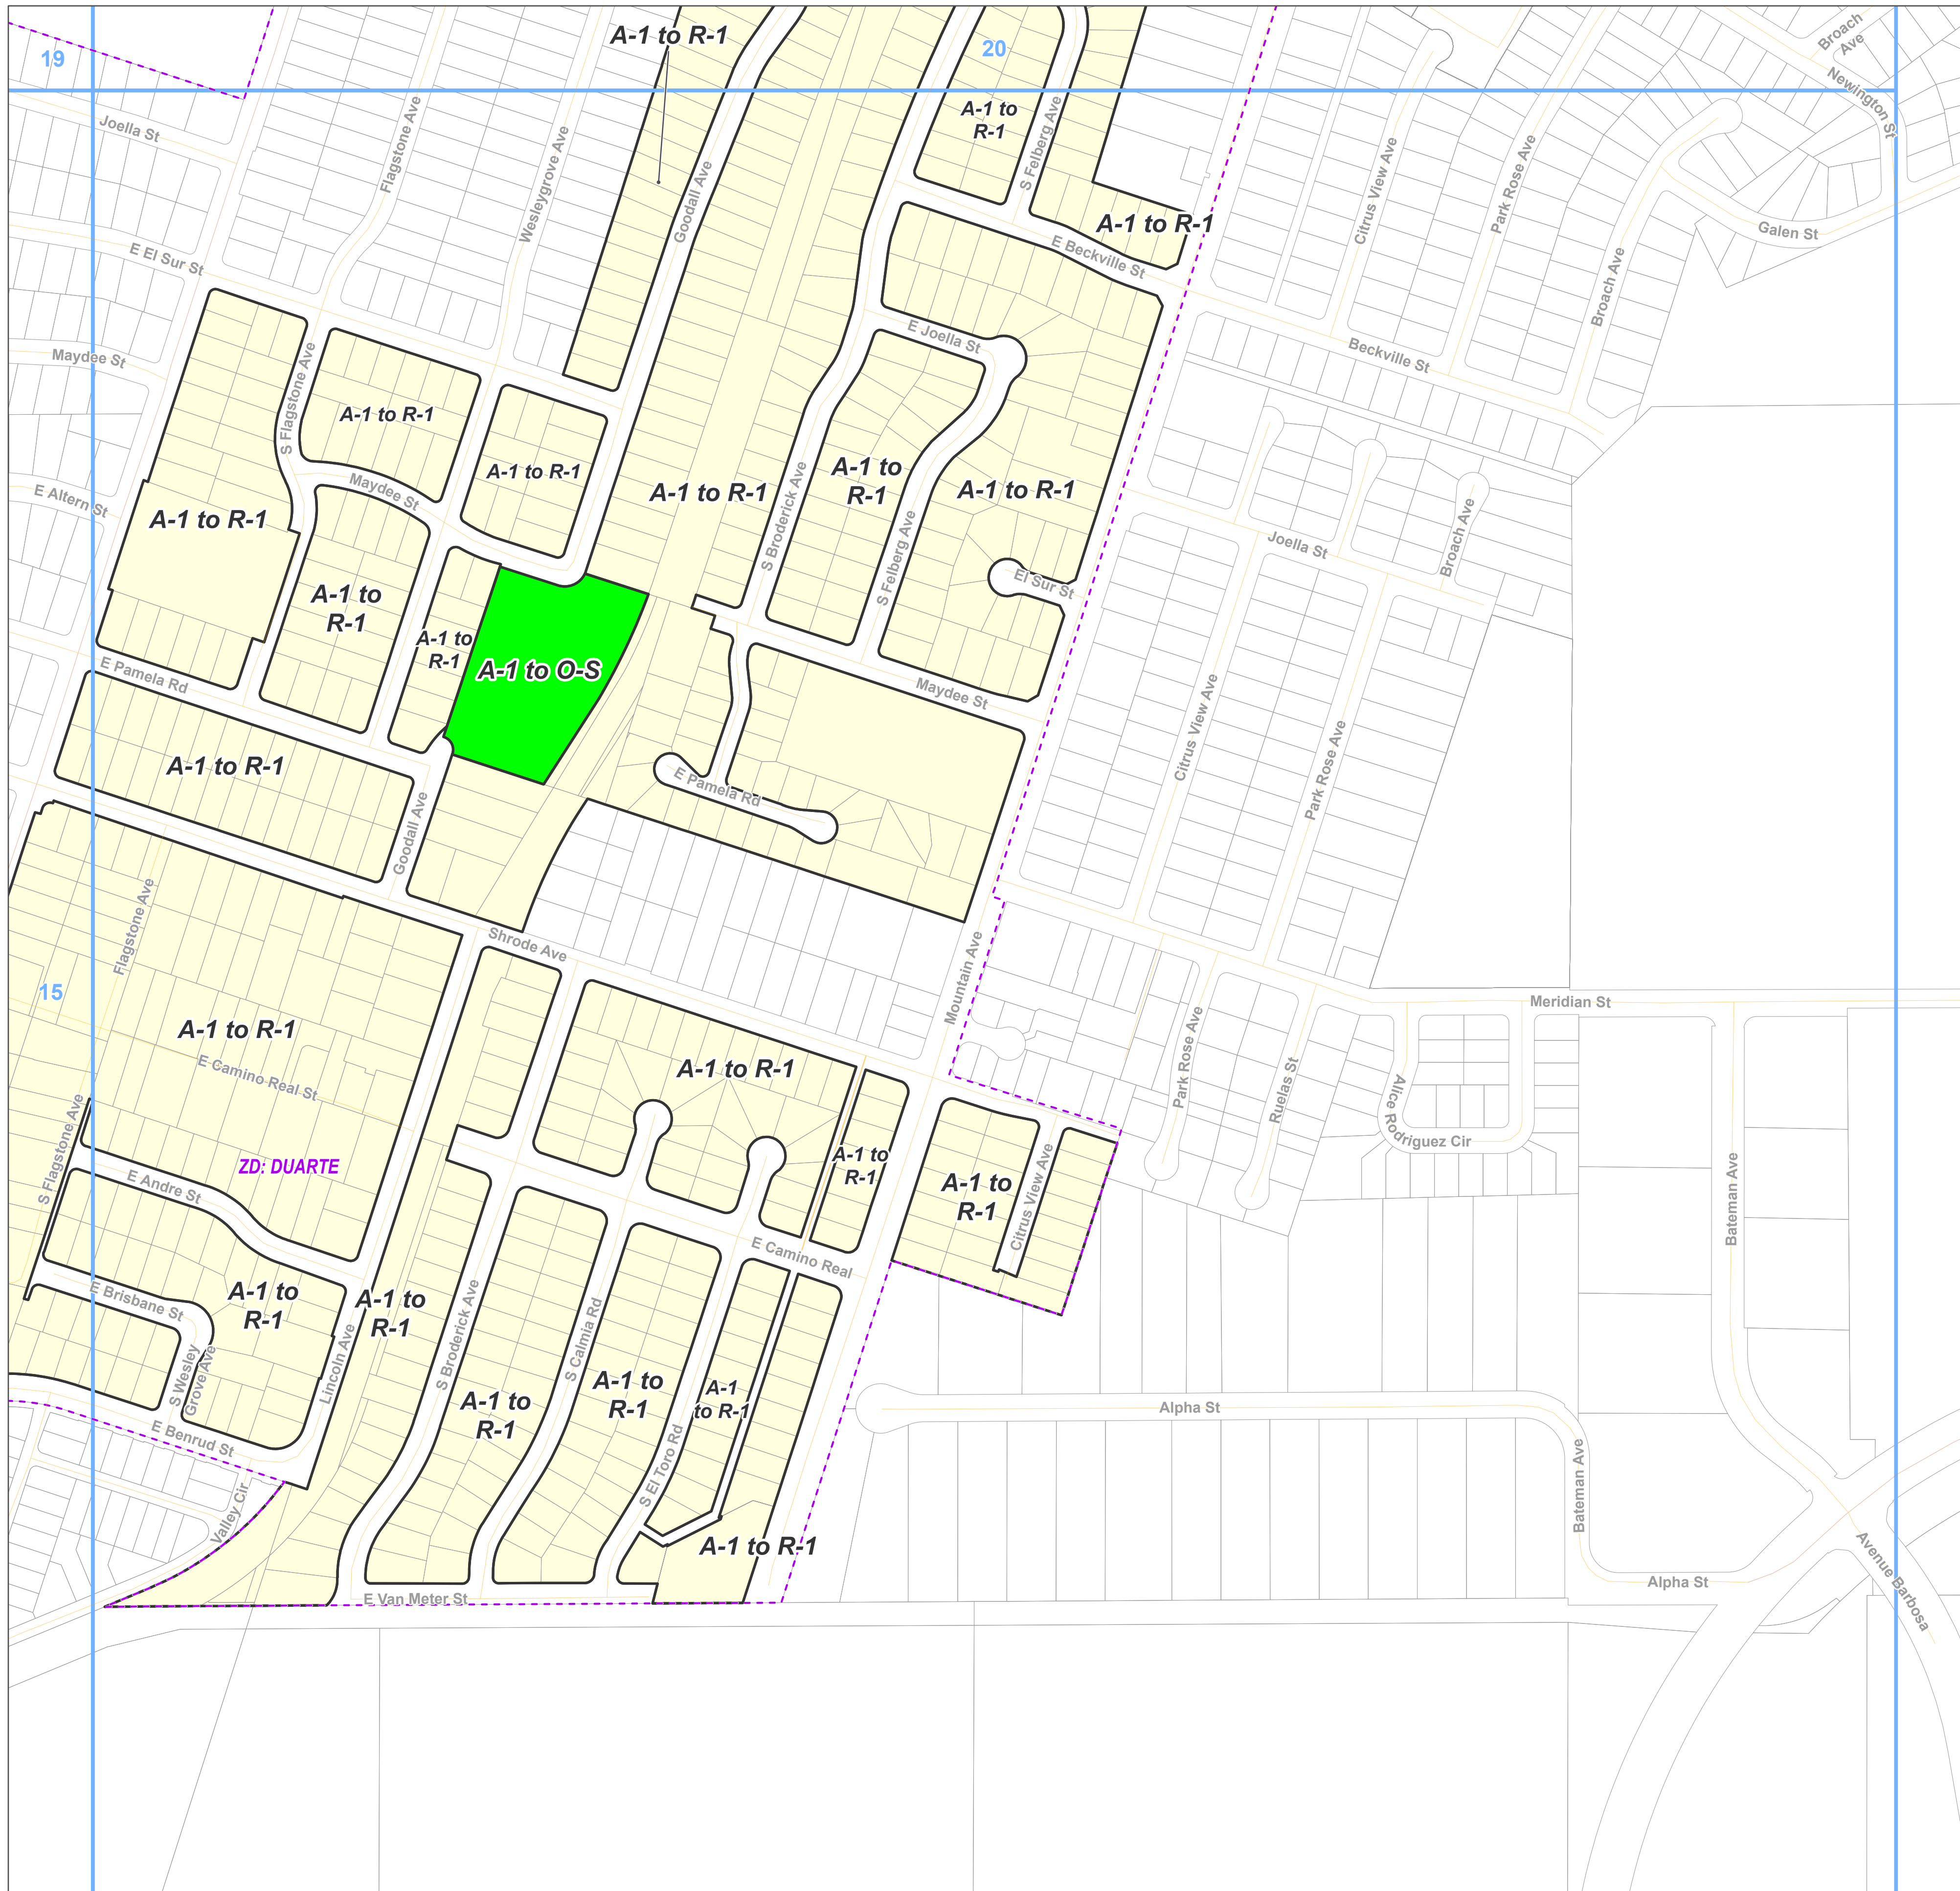 A-1 to R-1
19
20
Broach
Ave
Newington St
Joella St
Flagstone Ave
Wesleygrove Ave
Goodall Ave
A-1 to
R-1
S Felberg Ave
A-1 to R-1
Citrus View Ave
Park Rose Ave
Broach Ave
Galen St
E El Sur St
E Beckville St
E Joella St
Beckville St
Maydee St
S Flagstone Ave
A-1 to R-1
A-1 to R-1
A-1 to R-1
A-1 to
R-1
A-1 to R-1
Maydee St
E Altern St
A-1 to R-1
S Broderick Ave
S Felberg Ave
Joella St
Broach Ave
El Sur St
A-1 to
R-1
A-1 to
R-1
A-1 to O-S
E Pamela Rd
Maydee St
Citrus View Ave
Park Rose Ave
A-1 to R-1
E Pamela Rd
Goodall Ave
Flagstone Ave
Shrode Ave
Mountain Ave
15
Meridian St
A-1 to R-1
E Camino Real St
A-1 to R-1
Park Rose Ave
Ruelas St
Alice Rodriguez Cir
S Flagstone Ave
ZD: DUARTE
E Andre St
A-1 to
R-1
A-1 to
R-1
Citrus View Ave
Bateman Ave
E Camino Real
E Brisbane St
A-1 to
R-1
A-1 to
R-1
S Broderick Ave
S Calmia Rd
Lincoln Ave
S Wesley
Grove Ave
A-1 to
R-1
A-1 to
R-1
A-1
to R-1
Alpha St
E Benrud St
S El Toro Rd
Valley Cir
Bateman Ave
A-1 to R-1
E Van Meter St
Alpha St
Avenue Barbosa